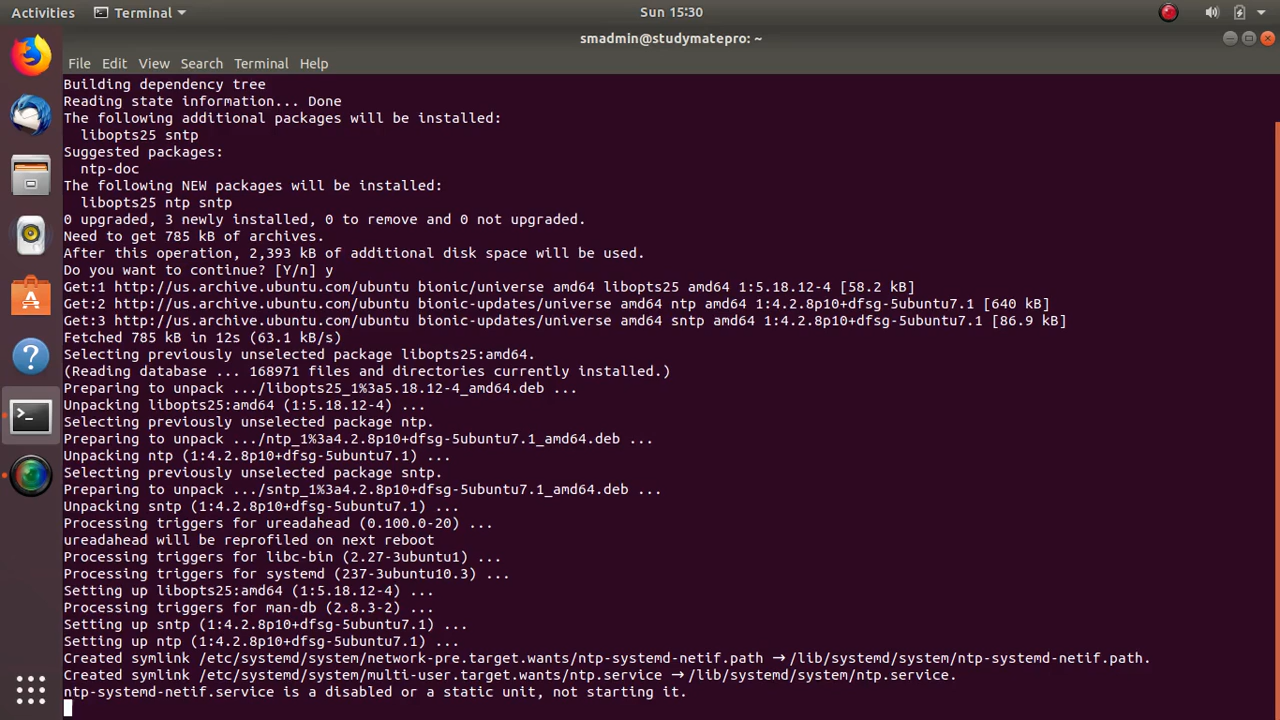 Activities
Terminal
Sun 15:30
smadmin@studymatepro: ~
File Edit View Search Terminal Help
Building dependency tree
Reading state information... Done
The following additional packages will be installed:
  libopts25 sntp
Suggested packages:
  ntp-doc
The following NEW packages will be installed:
  libopts25 ntp sntp
0 upgraded, 3 newly installed, 0 to remove and 0 not upgraded.
Need to get 785 kB of archives.
After this operation, 2,393 kB of additional disk space will be used.
Do you want to continue? [Y/n] y
Get:1 http://us.archive.ubuntu.com/ubuntu bionic/universe amd64 libopts25 amd64 1:5.18.12-4 [58.2 kB]
Get:2 http://us.archive.ubuntu.com/ubuntu bionic-updates/universe amd64 ntp amd64 1:4.2.8p10+dfsg-5ubuntu7.1 [640 kB]
Get:3 http://us.archive.ubuntu.com/ubuntu bionic-updates/universe amd64 sntp amd64 1:4.2.8p10+dfsg-5ubuntu7.1 [86.9 kB]
Fetched 785 kB in 12s (63.1 kB/s)
Selecting previously unselected package libopts25:amd64.
(Reading database ... 168971 files and directories currently installed.)
Preparing to unpack .../libopts25_1%3a5.18.12-4_amd64.deb ...
Unpacking libopts25:amd64 (1:5.18.12-4) ...
Selecting previously unselected package ntp.
Preparing to unpack .../ntp_1%3a4.2.8p10+dfsg-5ubuntu7.1_amd64.deb ...
Unpacking ntp (1:4.2.8p10+dfsg-5ubuntu7.1) ...
Selecting previously unselected package sntp.
Preparing to unpack .../sntp_1%3a4.2.8p10+dfsg-5ubuntu7.1_amd64.deb ...
Unpacking sntp (1:4.2.8p10+dfsg-5ubuntu7.1) ...
Processing triggers for ureadahead (0.100.0-20) ...
ureadahead will be reprofiled on next reboot
Processing triggers for libc-bin (2.27-3ubuntu1) ...
Processing triggers for systemd (237-3ubuntu10.3) ...
Setting up libopts25:amd64 (1:5.18.12-4) ...
Processing triggers for man-db (2.8.3-2) ...
Setting up sntp (1:4.2.8p10+dfsg-5ubuntu7.1) ...
Setting up ntp (1:4.2.8p10+dfsg-5ubuntu7.1) ...
Created symlink /etc/systemd/system/network-pre.target.wants/ntp-systemd-netif.path → /lib/systemd/system/ntp-systemd-netif.path.
Created symlink /etc/systemd/system/multi-user.target.wants/ntp.service → /lib/systemd/system/ntp.service.
ntp-systemd-netif.service is a disabled or a static unit, not starting it.